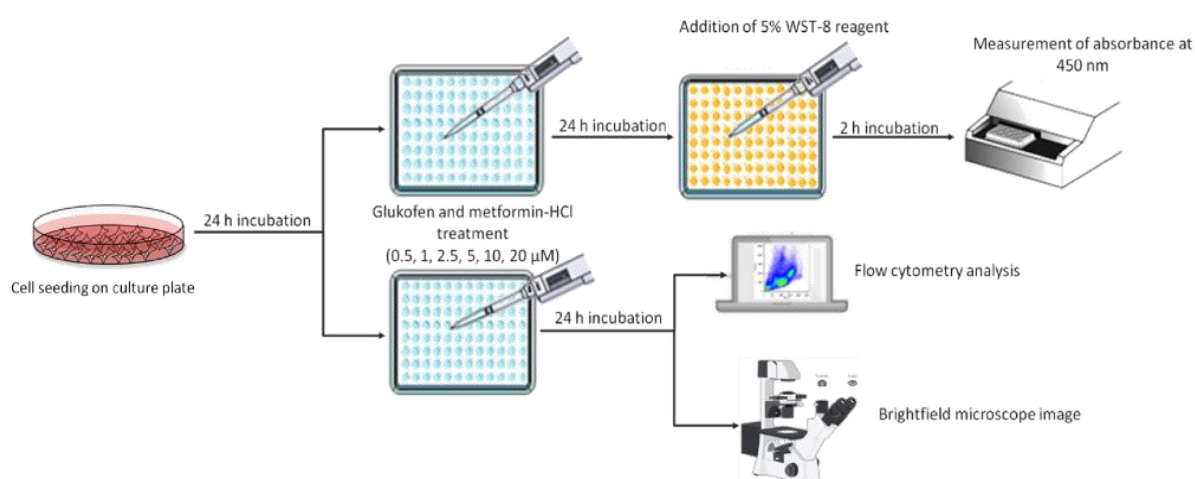 Addition of 5% WST-8 reagent
Measurement of absorbance at
450 nm
24 h incubation
2 h incubation
24 h incubation
Glukofen and metformin-HCl
treatment
(0.5, 1, 2.5, 5, 10, 20 µM)
Cell seeding on culture plate
24 h incubation
Flow cytometry analysis
Brightfield microscope image